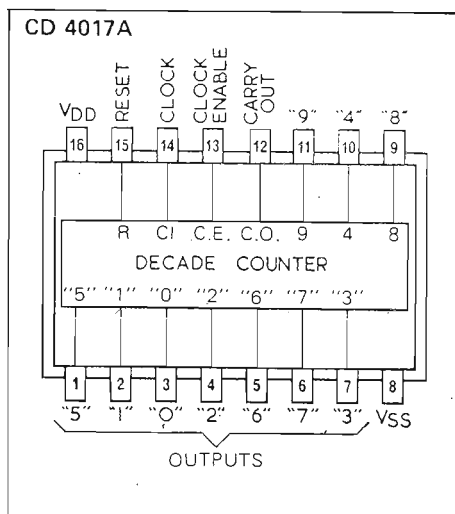 CD 4017A
VDD RESET CLOCK CLOCK ENABLE CARRY OUT "9" "4" "8"
16 15 14 13 12 11 10 9
R Cl C.E. C.O. 9 4 8
DECADE COUNTER
"5" "1" "0" "2" "6" "7" "3"
1 2 3 4 5 6 7 8
"5" "1" "0" "2" "6" "7" "3" VSS
OUTPUTS